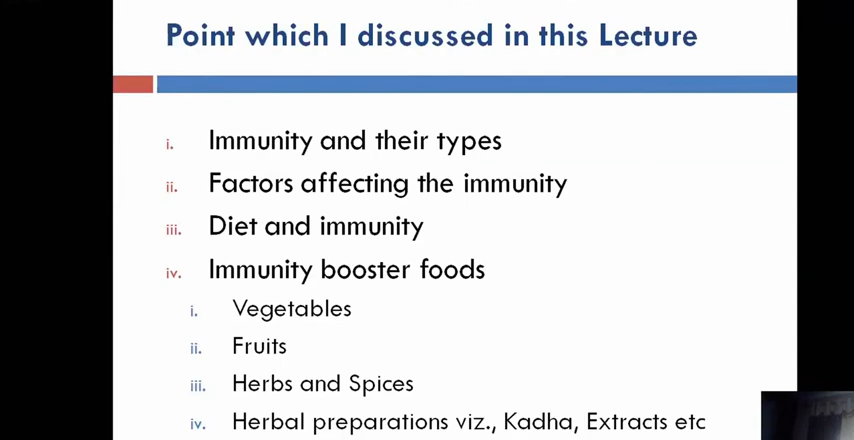 Point which I discussed in this Lecture
i. Immunity and their types
ii. Factors affecting the immunity
iii. Diet and immunity
iv. Immunity booster foods
i. Vegetables
ii. Fruits
iii. Herbs and Spices
iv. Herbal preparations viz., Kadha, Extracts etc